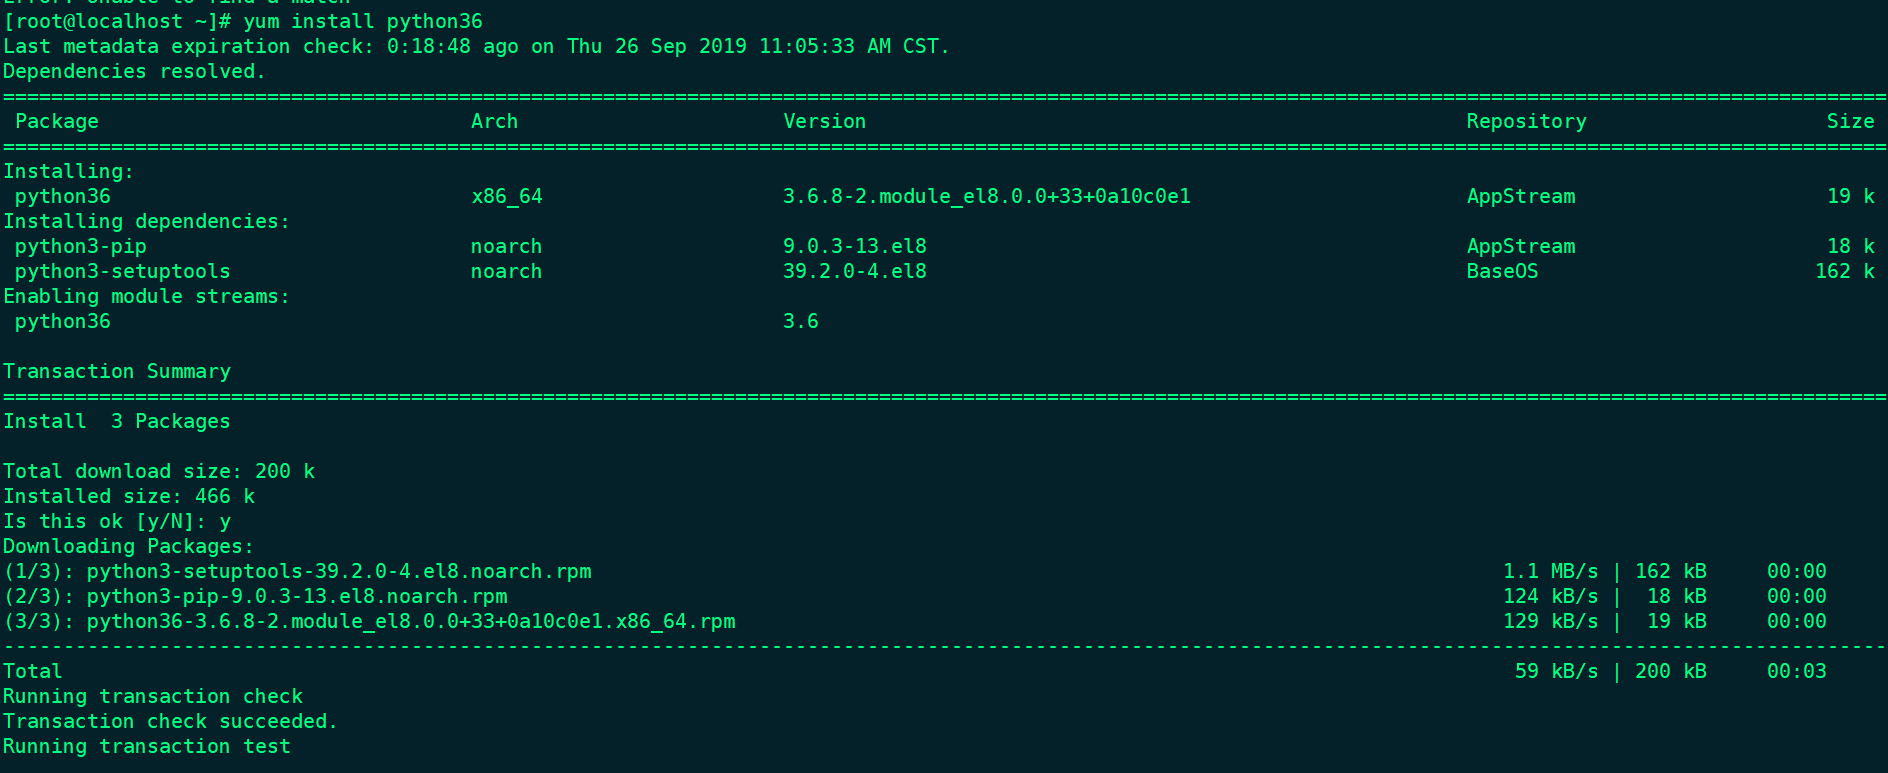 Error: Unable to find a match
[root@localhost ~]# yum install python36
Last metadata expiration check: 0:18:48 ago on Thu 26 Sep 2019 11:05:33 AM CST.
Dependencies resolved.
================================================================================
Package Arch Version Repository Size
================================================================================
Installing:
python36 x86_64 3.6.8-2.module_el8.0.0+33+0a10c0e1 AppStream 19 k
Installing dependencies:
python3-pip noarch 9.0.3-13.el8 AppStream 18 k
python3-setuptools noarch 39.2.0-4.el8 BaseOS 162 k
Enabling module streams:
python36 3.6
Transaction Summary
================================================================================
Install  3 Packages
Total download size: 200 k
Installed size: 466 k
Is this ok [y/N]: y
Downloading Packages:
(1/3): python3-setuptools-39.2.0-4.el8.noarch.rpm 1.1 MB/s | 162 kB 00:00
(2/3): python3-pip-9.0.3-13.el8.noarch.rpm 124 kB/s | 18 kB 00:00
(3/3): python36-3.6.8-2.module_el8.0.0+33+0a10c0e1.x86_64.rpm 129 kB/s | 19 kB 00:00
--------------------------------------------------------------------------------
Total 59 kB/s | 200 kB 00:03
Running transaction check
Transaction check succeeded.
Running transaction test